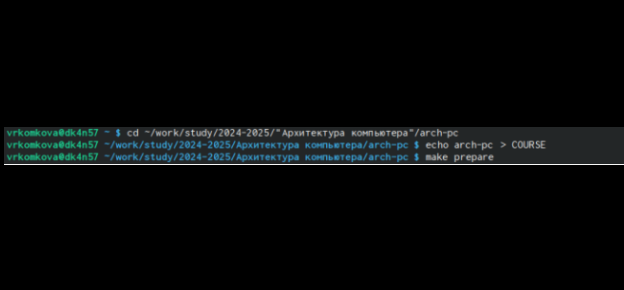 vrkomkova@dk4n57 ~ $ cd ~/work/study/2024-2025/"Архитектура компьютера"/arch-pc
vrkomkova@dk4n57 ~/work/study/2024-2025/Архитектура компьютера/arch-pc $ echo arch-pc > COURSE
vrkomkova@dk4n57 ~/work/study/2024-2025/Архитектура компьютера/arch-pc $ make prepare